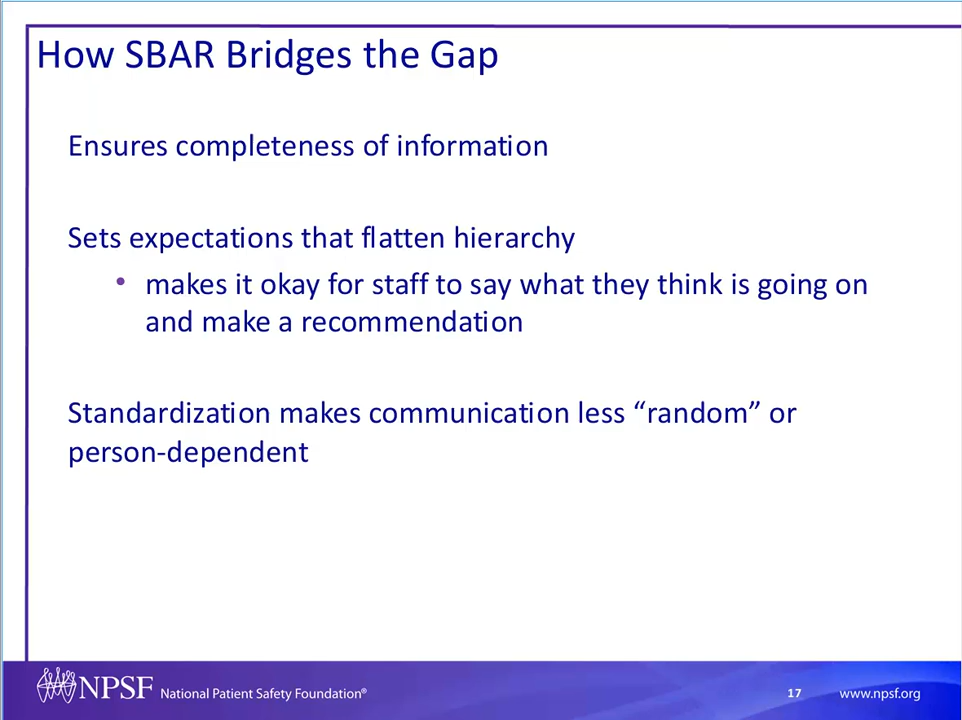 How SBAR Bridges the Gap
Ensures completeness of information
Sets expectations that flatten hierarchy
• makes it okay for staff to say what they think is going on
and make a recommendation
Standardization makes communication less “random” or
person-dependent
NPSF National Patient Safety Foundation®
17
www.npsf.org